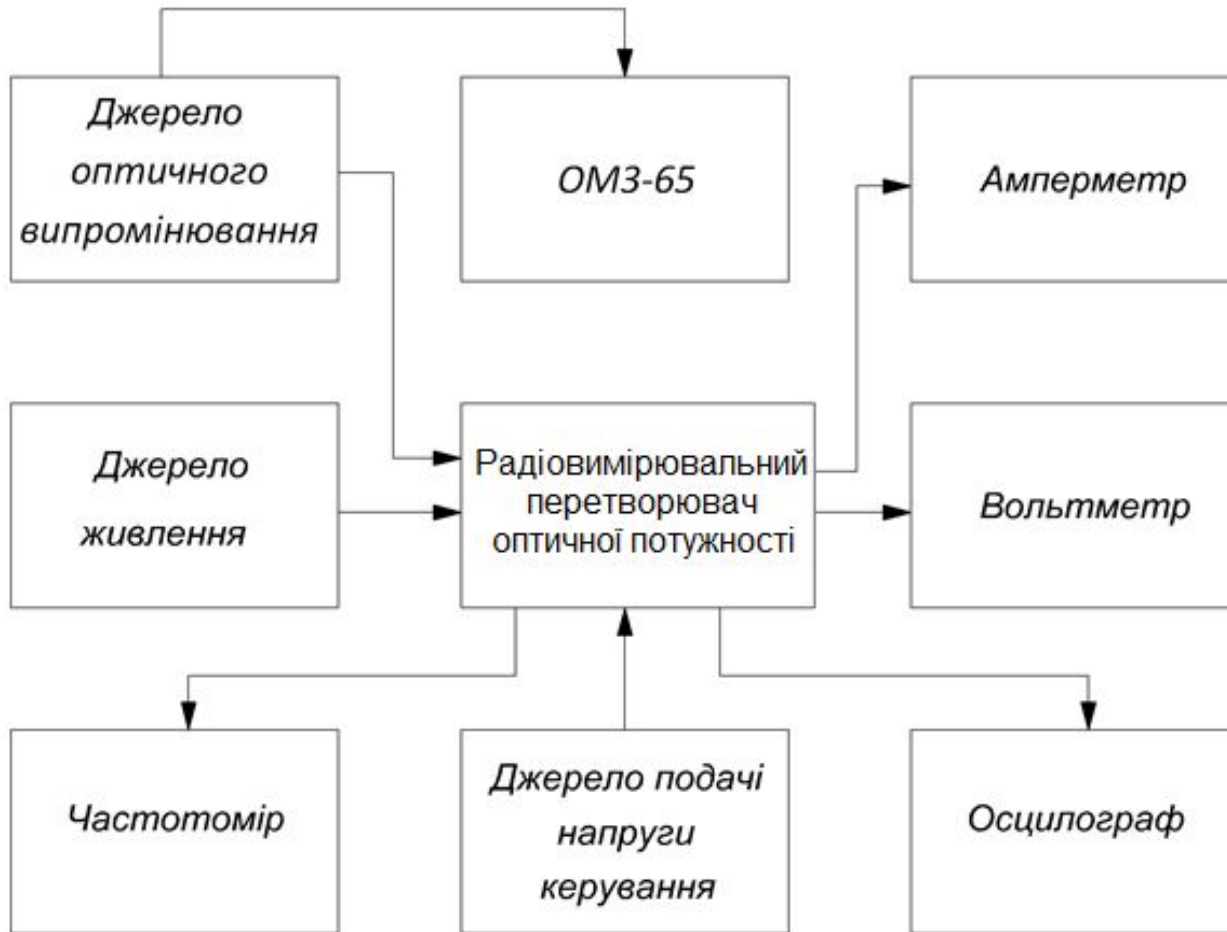 Джерело
оптичного
випромінювання
ОМЗ-65
Амперметр
Джерело
живлення
Радіовимірювальний
перетворювач
оптичної потужності
Вольтметр
Частотомір
Джерело подачі
напруги
керування
Осцилограф